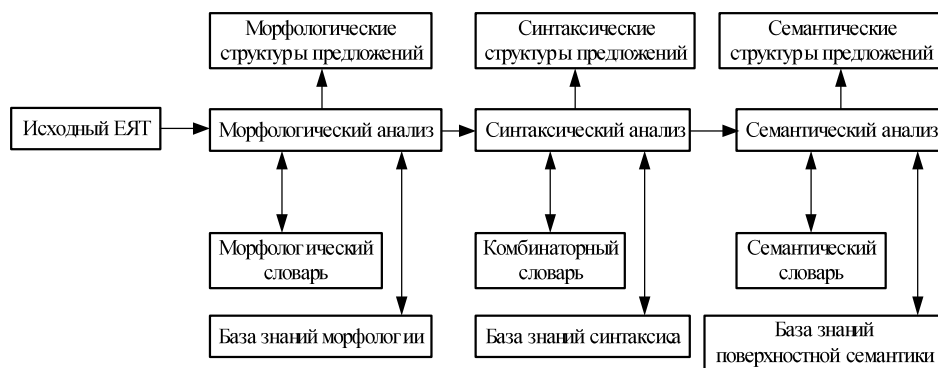 Морфологические
структуры предложений
Синтаксические
структуры предложений
Семантические
структуры предложений
Исходный ЕЯТ
Морфологический анализ
Синтаксический анализ
Семантический анализ
Морфологический
словарь
Комбинаторный
словарь
Семантический
словарь
База знаний морфологии
База знаний синтаксиса
База знаний
поверхностной семантики